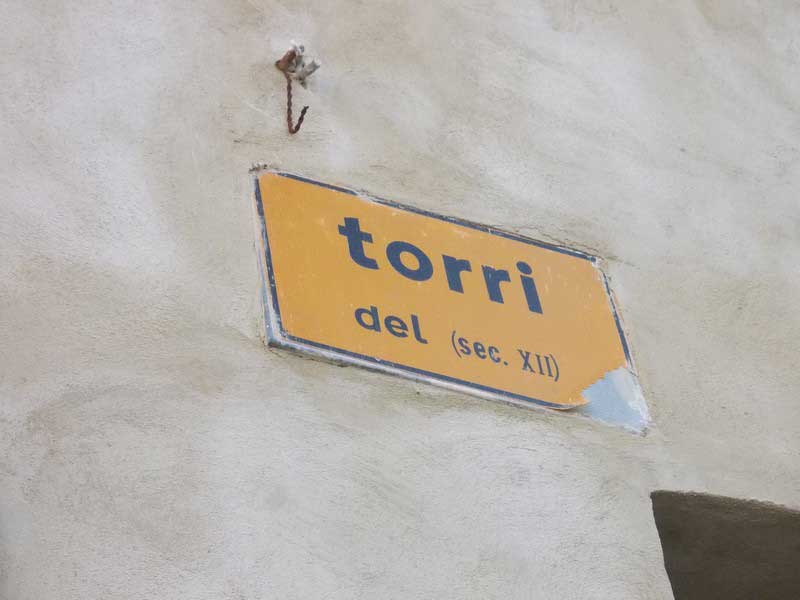 torri
del (sec. XII)